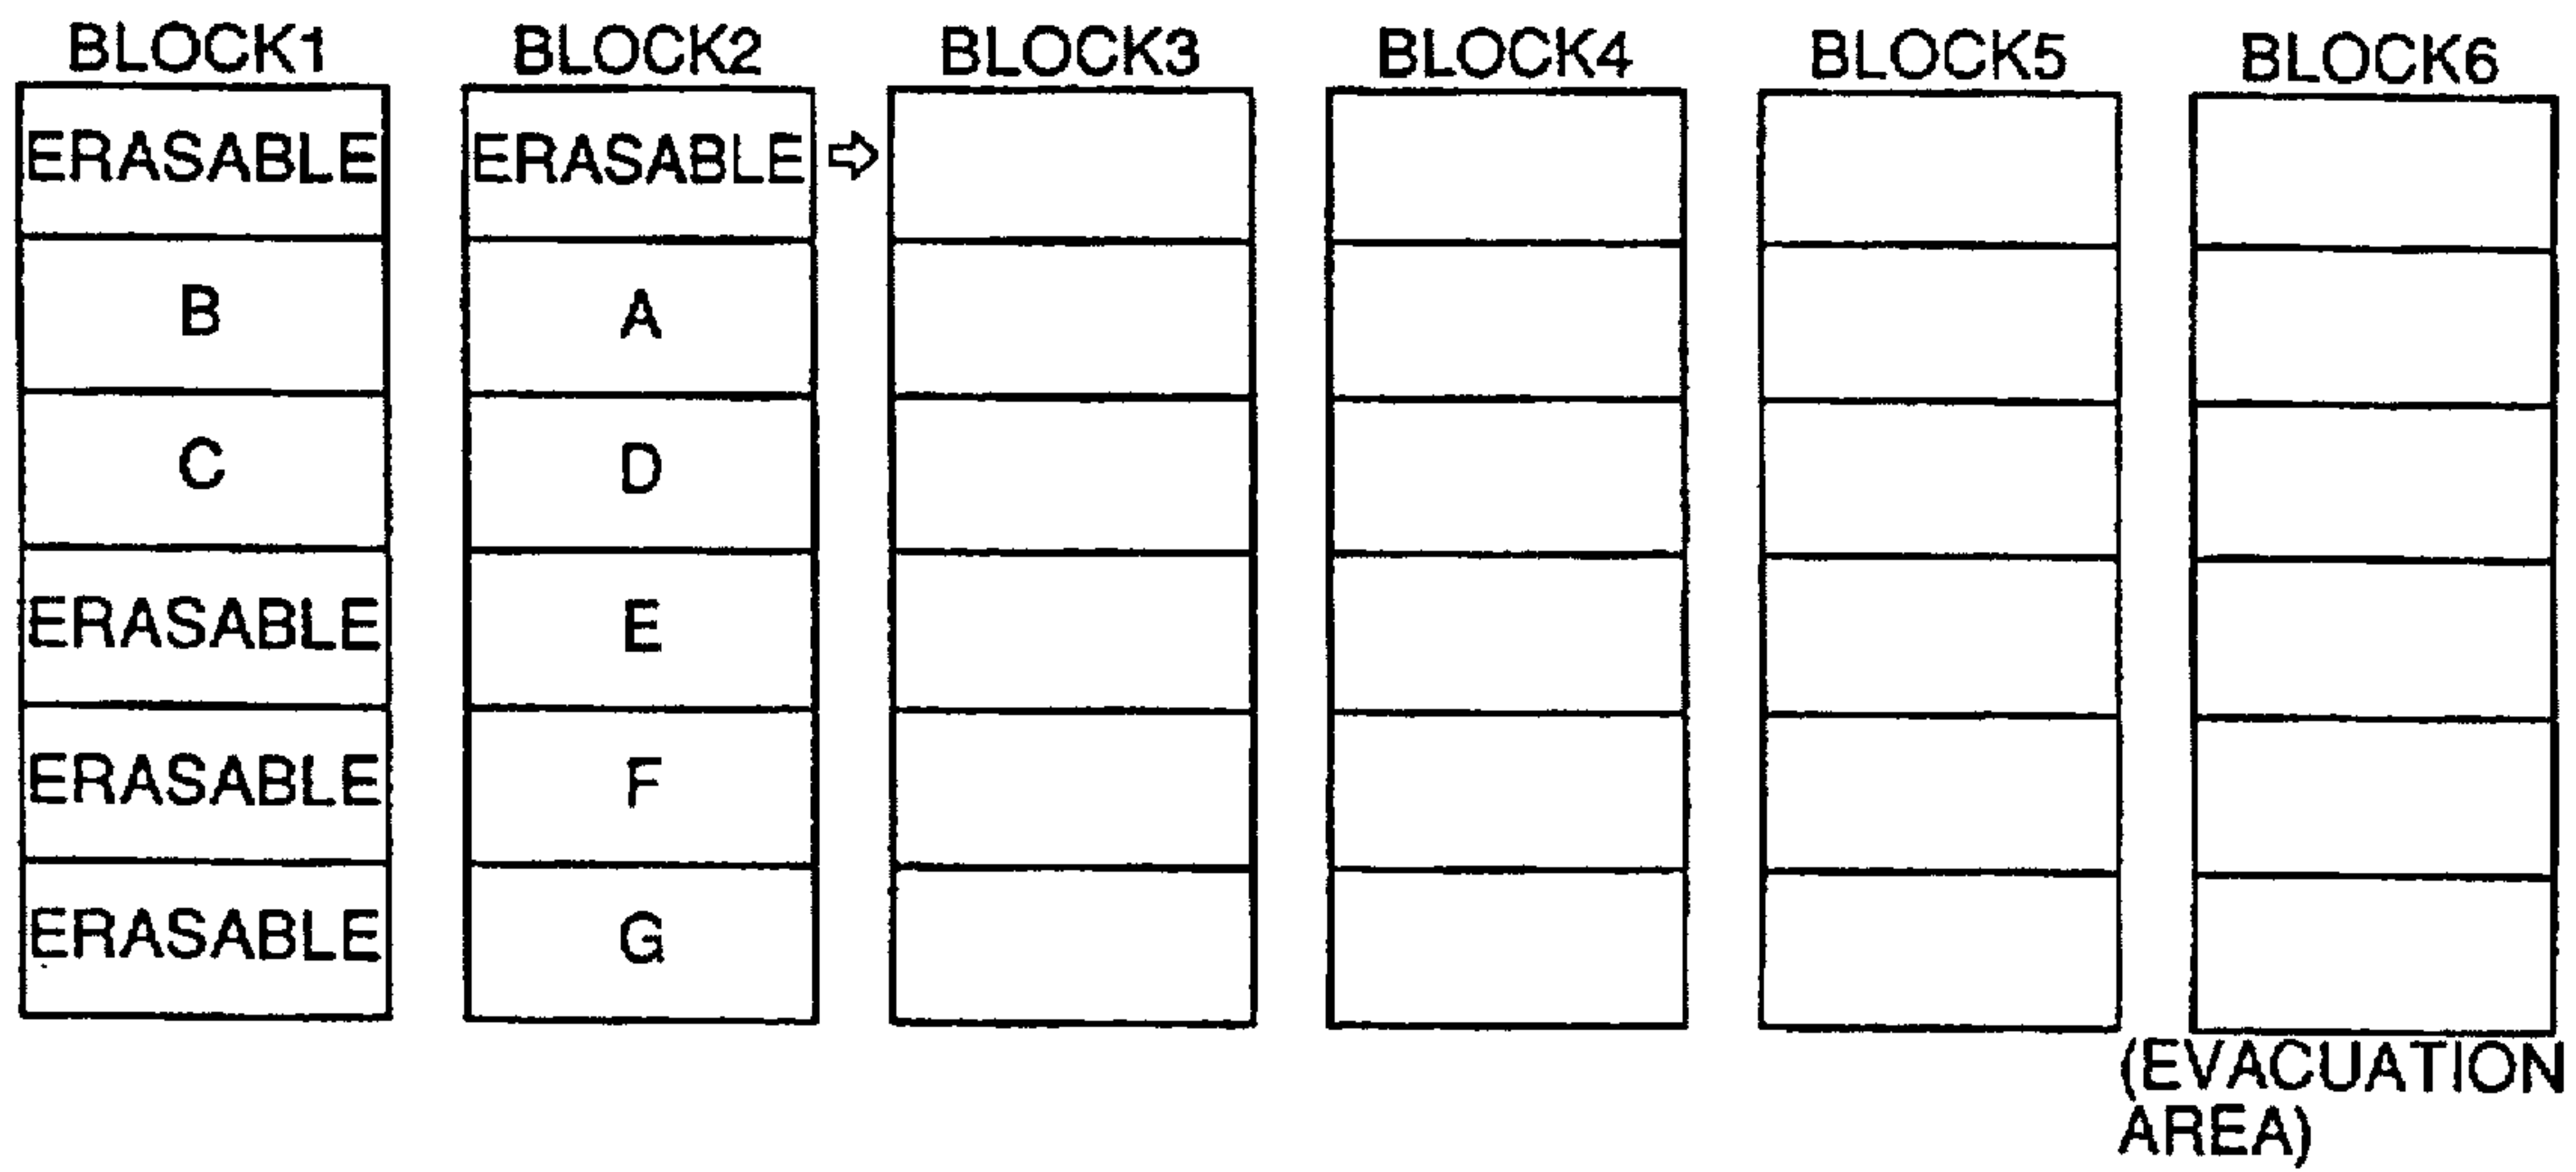 BLOCK1 BLOCK2 BLOCK3 BLOCK4 BLOCK5 BLOCK6
ERASABLE ERASABLE
B A
C D
ERASABLE E
ERASABLE F
ERASABLE G
(EVACUATION
AREA)